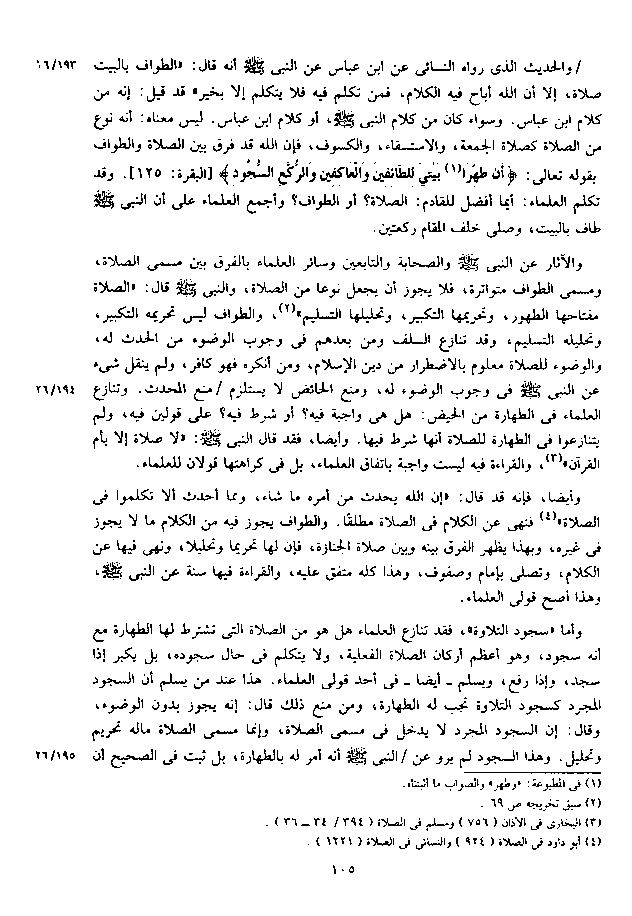 / والحديث الذى رواه النسائى عن ابن عباس عن النبى ﷺ أنه قال: «الطواف بالبيت ١٦/١٩٣
صلاة، إلا أن الله أباح فيه الكلام، فمن تكلم فيه فلا يتكلم إلا بخير» قد قيل: إنه من
كلام ابن عباس. وسواء كان من كلام النبى ﷺ، أو كلام ابن عباس. ليس معناه: أنه نوع
من الصلاة كصلاة الجمعة، والاستسقاء، والكسوف، فإن الله قد فرق بين الصلاة والطواف
بقوله تعالى: ﴿أَن طَهِّرَا(١) بَيْتِيَ لِلطَّائِفِينَ وَالْعَاكِفِينَ وَالرُّكَّعِ السُّجُودِ﴾ [البقرة: ١٢٥]. وقد
تكلم العلماء: أيما أفضل للقادم: الصلاة؟ أو الطواف؟ وأجمع العلماء على أن النبى ﷺ
طاف بالبيت، وصلى خلف المقام ركعتين.
والآثار عن النبى ﷺ والصحابة والتابعين وسائر العلماء بالفرق بين مسمى الصلاة،
ومسمى الطواف متواترة، فلا يجوز أن يجعل نوعا من الصلاة، والنبى ﷺ قال: «الصلاة
مفتاحها الطهور، وتحريمها التكبير، وتحليلها التسليم»(٢)، والطواف ليس تحريمه التكبير،
وتحليله التسليم، وقد تنازع السلف ومن بعدهم فى وجوب الوضوء من الحدث له،
والوضوء للصلاة معلوم بالاضطرار من دين الإسلام، ومن أنكره فهو كافر، ولم ينقل شىء
عن النبى ﷺ فى وجوب الوضوء له، ومنع الحائض لا يستلزم / منع المحدث. وتنازع ٢٦/١٩٤
العلماء فى الطهارة من الحيض: هل هى واجبة فيه؟ أو شرط فيه؟ على قولين فيه، ولم
يتنازعوا فى الطهارة للصلاة أنها شرط فيها. وأيضا، فقد قال النبى ﷺ: «لا صلاة إلا بأم
القرآن»(٣)، والقراءة فيه ليست واجبة باتفاق العلماء، بل فى كراهتها قولان للعلماء.
وأيضا، فإنه قد قال: «إن الله يحدث من أمره ما شاء، ومما أحدث ألا تكلموا فى
الصلاة»(٤) فنهى عن الكلام فى الصلاة مطلقًا. والطواف يجوز فيه من الكلام ما لا يجوز
فى غيره، وبهذا يظهر الفرق بينه وبين صلاة الجنازة، فإن لها تحريما وتحليلا، ونهى فيها عن
الكلام، وتصلى بإمام وصفوف، وهذا كله متفق عليه، والقراءة فيها سنة عن النبى ﷺ،
وهذا أصح قولى العلماء.
وأما «سجود التلاوة»، فقد تنازع العلماء هل هو من الصلاة التى تشترط لها الطهارة مع
أنه سجود، وهو أعظم أركان الصلاة الفعلية، ولا يتكلم فى حال سجوده، بل يكبر إذا
سجد، وإذا رفع، ويسلم ـ أيضا ـ فى أحد قولى العلماء. هذا عند من يسلم أن السجود
المجرد كسجود التلاوة تجب له الطهارة، ومن منع ذلك قال: إنه يجوز بدون الوضوء،
وقال: إن السجود المجرد لا يدخل فى مسمى الصلاة، وإنما مسمى الصلاة ماله تحريم
وتحليل. وهذا السجود لم يرو عن / النبى ﷺ أنه أمر له بالطهارة، بل ثبت فى الصحيح أن ٢٦/١٩٥
(١) فى المطبوعة: «وطهر» والصواب ما أثبتناه.
(٢) سبق تخريجه ص ٦٩ .
(٣) البخارى فى الأذان ( ٧٥٦ ) ومسلم فى الصلاة ( ٣٩٤ / ٣٤ ـ ٣٦ ) .
(٤) أبو داود فى الصلاة ( ٩٢٤ ) والنسائى فى الصلاة ( ١٢٢١ ) .
١٠٥